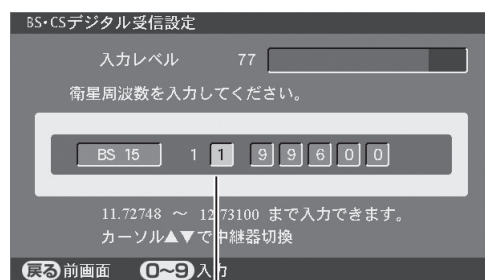 BS・CSデジタル受信設定
入力レベル 77
衛星周波数を入力してください。
BS 15 1 1 9 9 6 0 0
11.72748 ～ 12.73100 まで入力できます。
カーソル▲▼で中継器切換
戻る 前画面 0～9 入力